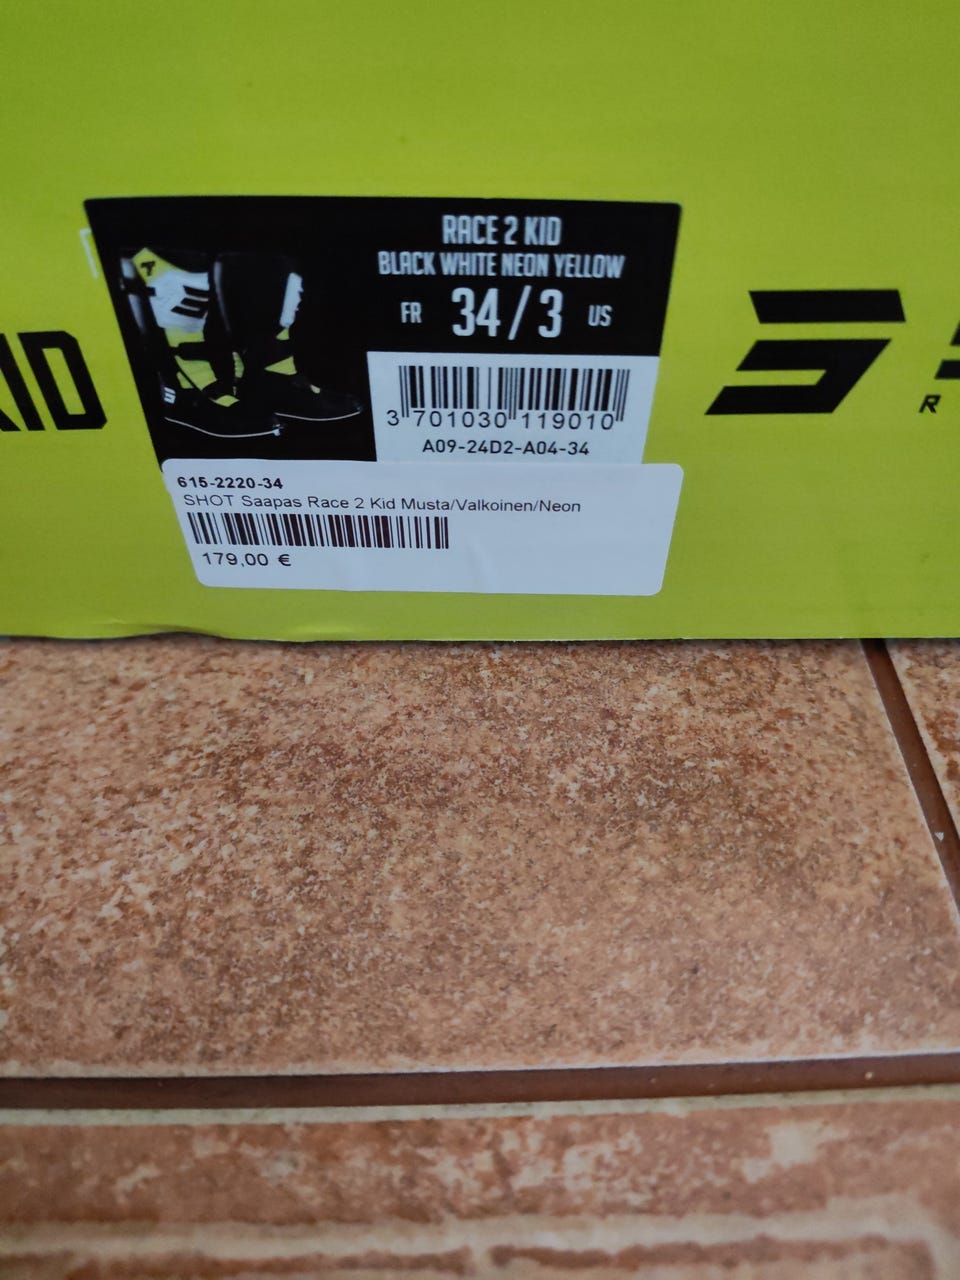 RACE 2 KID
BLACK WHITE NEON YELLOW
FR 34/3 US
3 701030 119010
A09-24D2-A04-34
615-2220-34
SHOT Saapas Race 2 Kid Musta/Valkoinen/Neon
179,00 €
KID
R